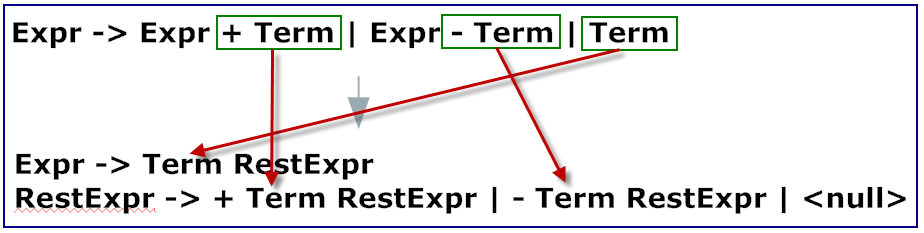 Expr -> Expr + Term | Expr - Term | Term
Expr -> Term RestExpr
RestExpr -> + Term RestExpr | - Term RestExpr | <null>